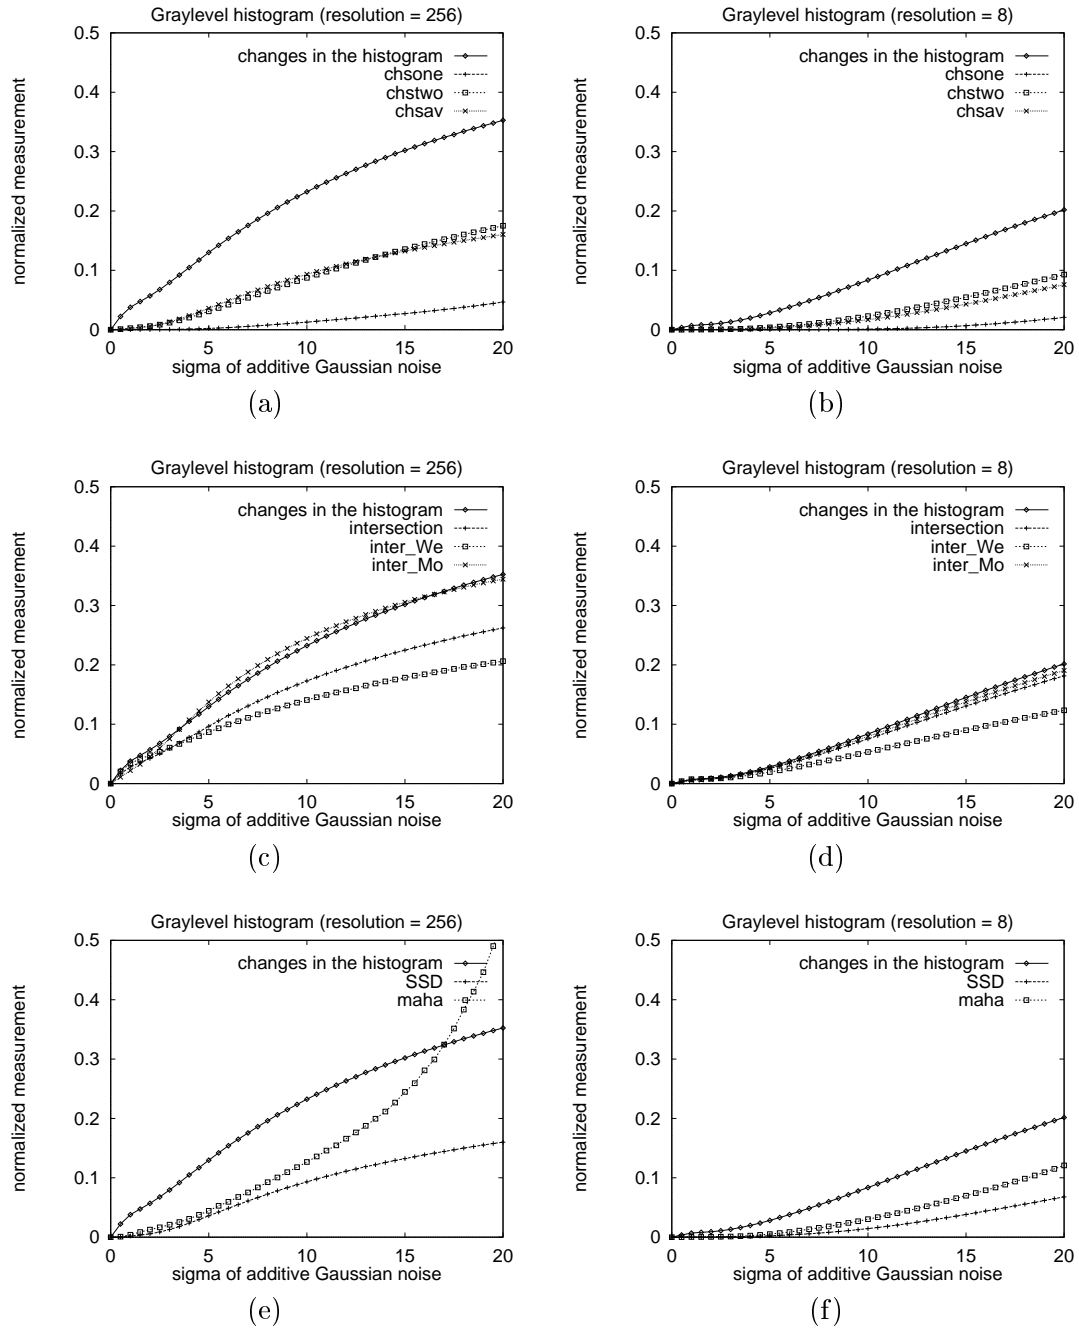 Graylevel histogram (resolution = 256)
0.5
0.4
0.3
0.2
0.1
0
normalized measurement
changes in the histogram
chsone
chstwo
chsav
0 5 10 15 20
sigma of additive Gaussian noise
(a)
Graylevel histogram (resolution = 8)
0.5
0.4
0.3
0.2
0.1
0
normalized measurement
changes in the histogram
chsone
chstwo
chsav
0 5 10 15 20
sigma of additive Gaussian noise
(b)
Graylevel histogram (resolution = 256)
0.5
0.4
0.3
0.2
0.1
0
normalized measurement
changes in the histogram
intersection
inter_We
inter_Mo
0 5 10 15 20
sigma of additive Gaussian noise
(c)
Graylevel histogram (resolution = 8)
0.5
0.4
0.3
0.2
0.1
0
normalized measurement
changes in the histogram
intersection
inter_We
inter_Mo
0 5 10 15 20
sigma of additive Gaussian noise
(d)
Graylevel histogram (resolution = 256)
0.5
0.4
0.3
0.2
0.1
0
normalized measurement
changes in the histogram
SSD
maha
0 5 10 15 20
sigma of additive Gaussian noise
(e)
Graylevel histogram (resolution = 8)
0.5
0.4
0.3
0.2
0.1
0
normalized measurement
changes in the histogram
SSD
maha
0 5 10 15 20
sigma of additive Gaussian noise
(f)